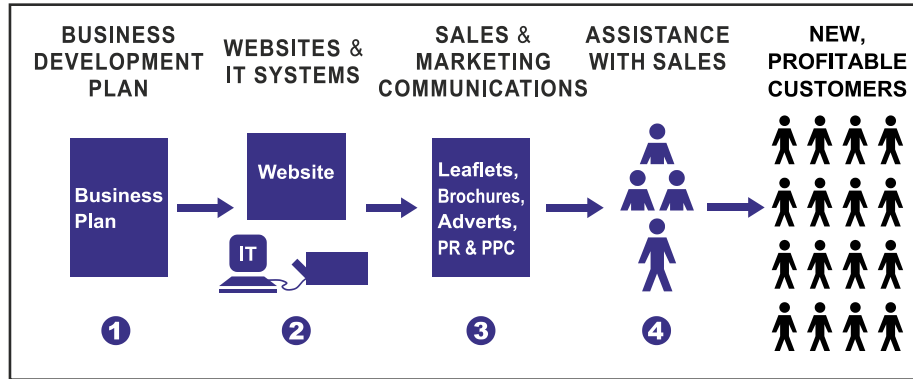 BUSINESS
DEVELOPMENT
PLAN
WEBSITES &
IT SYSTEMS
SALES &
MARKETING
COMMUNICATIONS
ASSISTANCE
WITH SALES
NEW,
PROFITABLE
CUSTOMERS
Business
Plan
Website
IT
Leaflets,
Brochures,
Adverts,
PR & PPC
1
2
3
4